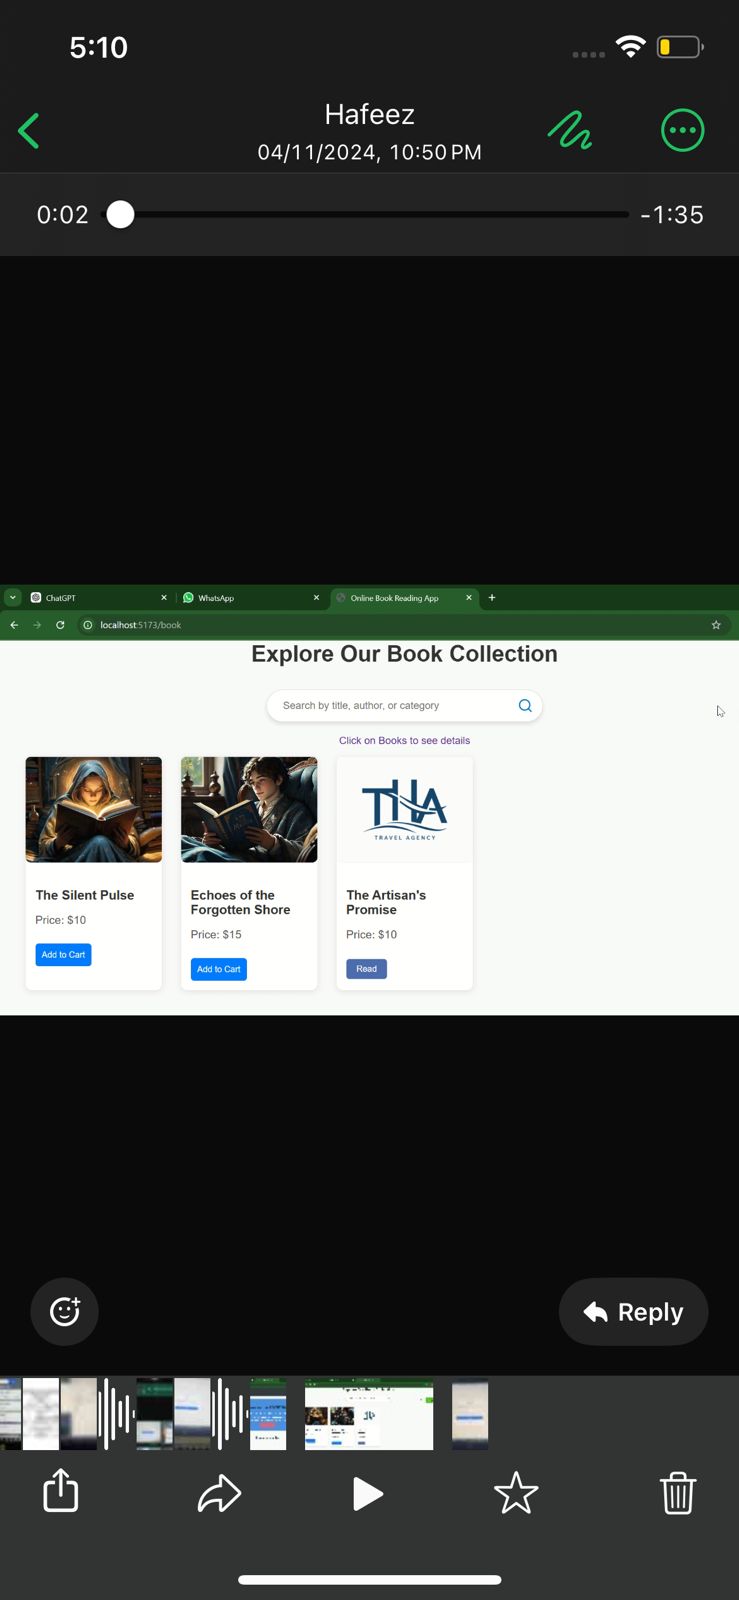 5:10
Hafeez
04/11/2024, 10:50 PM
0:02
-1:35
ChatGPT
WhatsApp
Online Book Reading App
localhost:5173/book
Explore Our Book Collection
Search by title, author, or category
Click on Books to see details
THA
TRAVEL AGENCY
The Silent Pulse
Price: $10
Add to Cart
Echoes of the
Forgotten Shore
Price: $15
Add to Cart
The Artisan's
Promise
Price: $10
Read
Reply